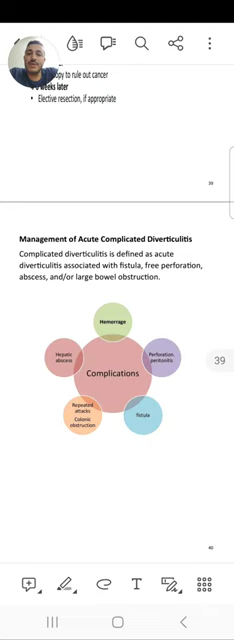 to rule out cancer
weeks later
• Elective resection, if appropriate
39
Management of Acute Complicated Diverticulitis
Complicated diverticulitis is defined as acute
diverticulitis associated with fistula, free perforation,
abscess, and/or large bowel obstruction.
Hemorrage
Hepatic
abscess
Perforation.
peritonitis
39
Complications
Repeated
attacks
Colonic
obstruction
fistula
40
T